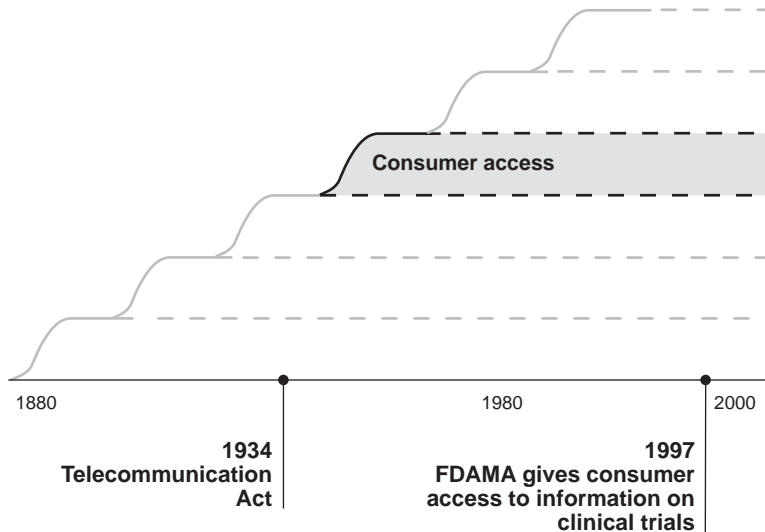 Consumer access
1880
1980
2000
1934
Telecommunication
Act
1997
FDAMA gives consumer
access to information on
clinical trials